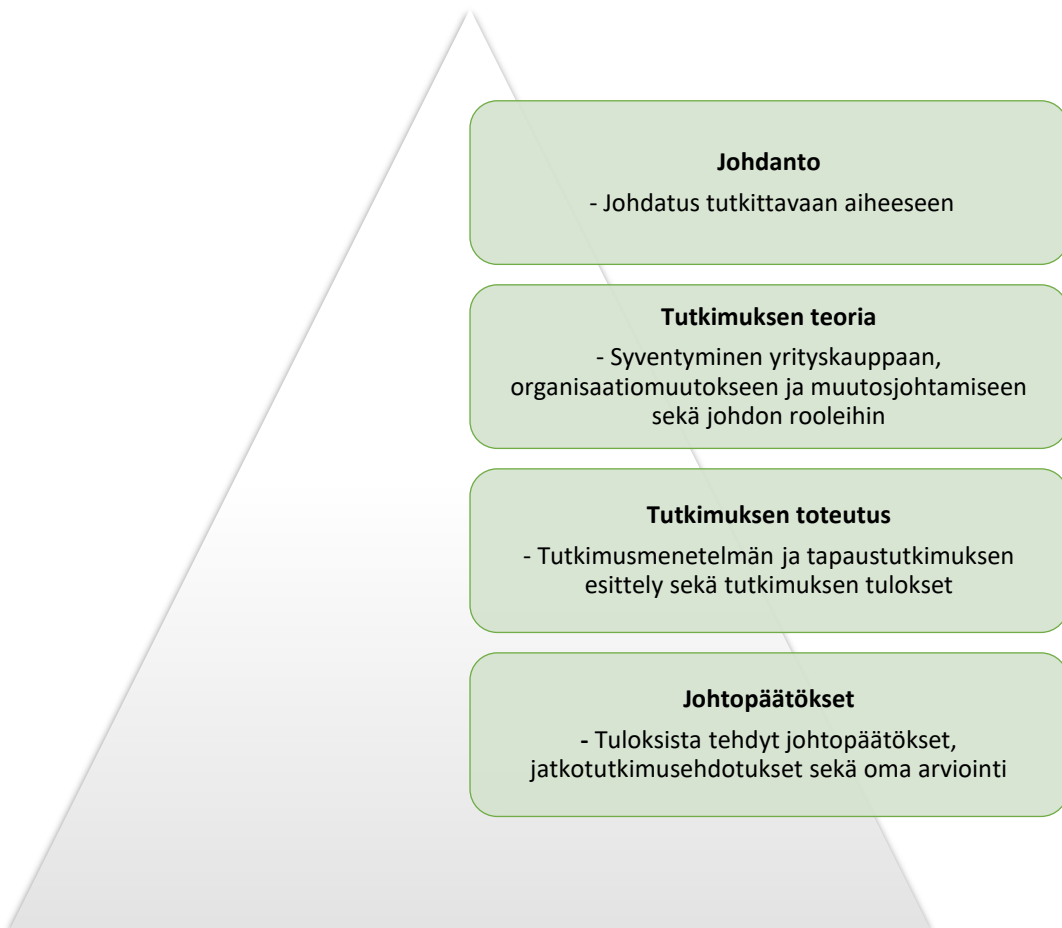 Johdanto
- Johdatus tutkittavaan aiheeseen
Tutkimuksen teoria
- Syventyminen yrityskauppaan,
organisaatiomuutokseen ja muutosjohtamiseen
sekä johdon rooleihin
Tutkimuksen toteutus
- Tutkimusmenetelmän ja tapaustutkimuksen
esittely sekä tutkimuksen tulokset
Johtopäätökset
- Tuloksista tehdyt johtopäätökset,
jatkotutkimusehdotukset sekä oma arviointi